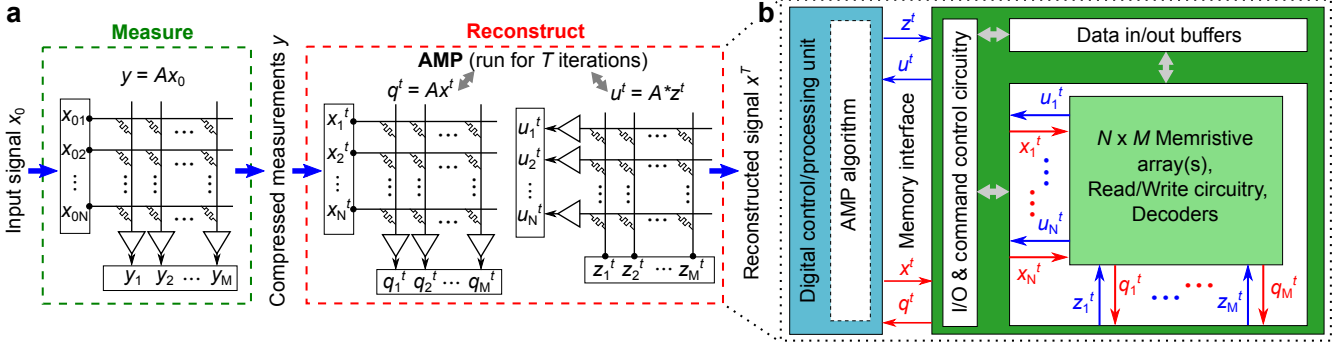 a
Measure
Input signal x₀
y = Ax₀
x₀₁
x₀₂
⋮
x₀N
y₁ y₂ ... yM
Compressed measurements y
Reconstruct
AMP (run for T iterations)
qᵗ = Axᵗ
x₁ᵗ
x₂ᵗ
⋮
xNᵗ
q₁ᵗ q₂ᵗ ... qMᵗ
uᵗ = A*zᵗ
u₁ᵗ
u₂ᵗ
⋮
uNᵗ
z₁ᵗ z₂ᵗ ... zMᵗ
Reconstructed signal xᵀ
b
Digital control/processing unit
AMP algorithm
Memory interface
zᵗ
uᵗ
xᵗ
qᵗ
I/O & command control circuitry
Data in/out buffers
u₁ᵗ
x₁ᵗ
uNᵗ
xNᵗ
N x M Memristive
array(s),
Read/Write circuitry,
Decoders
z₁ᵗ q₁ᵗ zMᵗ qMᵗ